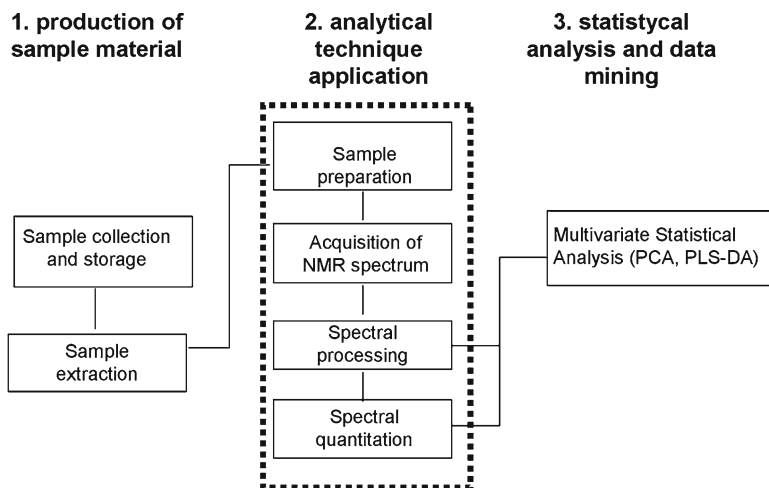 1. production of
sample material
2. analytical
technique
application
3. statistycal
analysis and data
mining
Sample collection
and storage
Sample
extraction
Sample
preparation
Acquisition of
NMR spectrum
Spectral
processing
Spectral
quantitation
Multivariate Statistical
Analysis (PCA, PLS-DA)